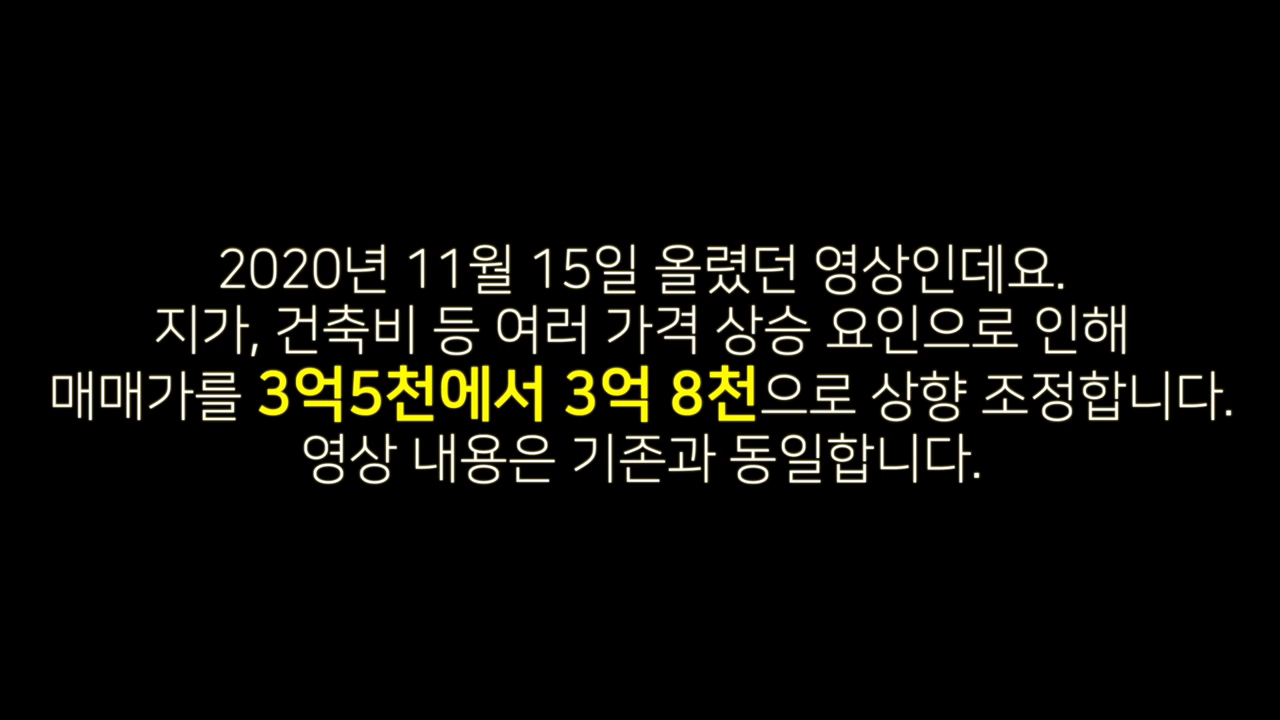 2020년 11월 15일 올렸던 영상인데요.
지가, 건축비 등 여러 가격 상승 요인으로 인해
매매가를 3억5천에서 3억 8천으로 상향 조정합니다.
영상 내용은 기존과 동일합니다.